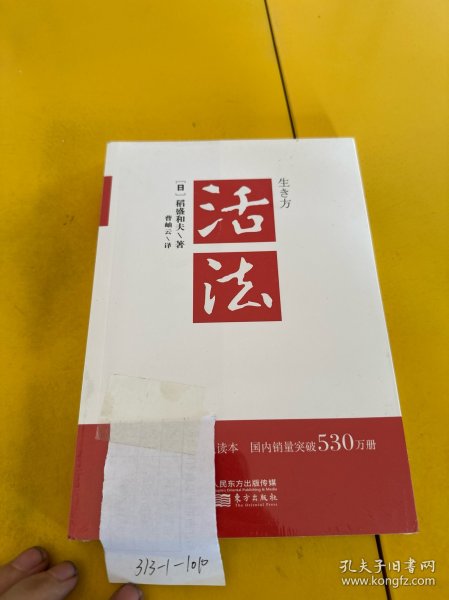 生き方
活
法
[日]稻盛和夫\著
曹岫云\译
读本 国内销量突破530万册
人民东方出版传媒
People's Oriental Publishing & Media
東方出版社
The Oriental Press
313-1-1010
孔夫子旧书网
www.kongfz.com